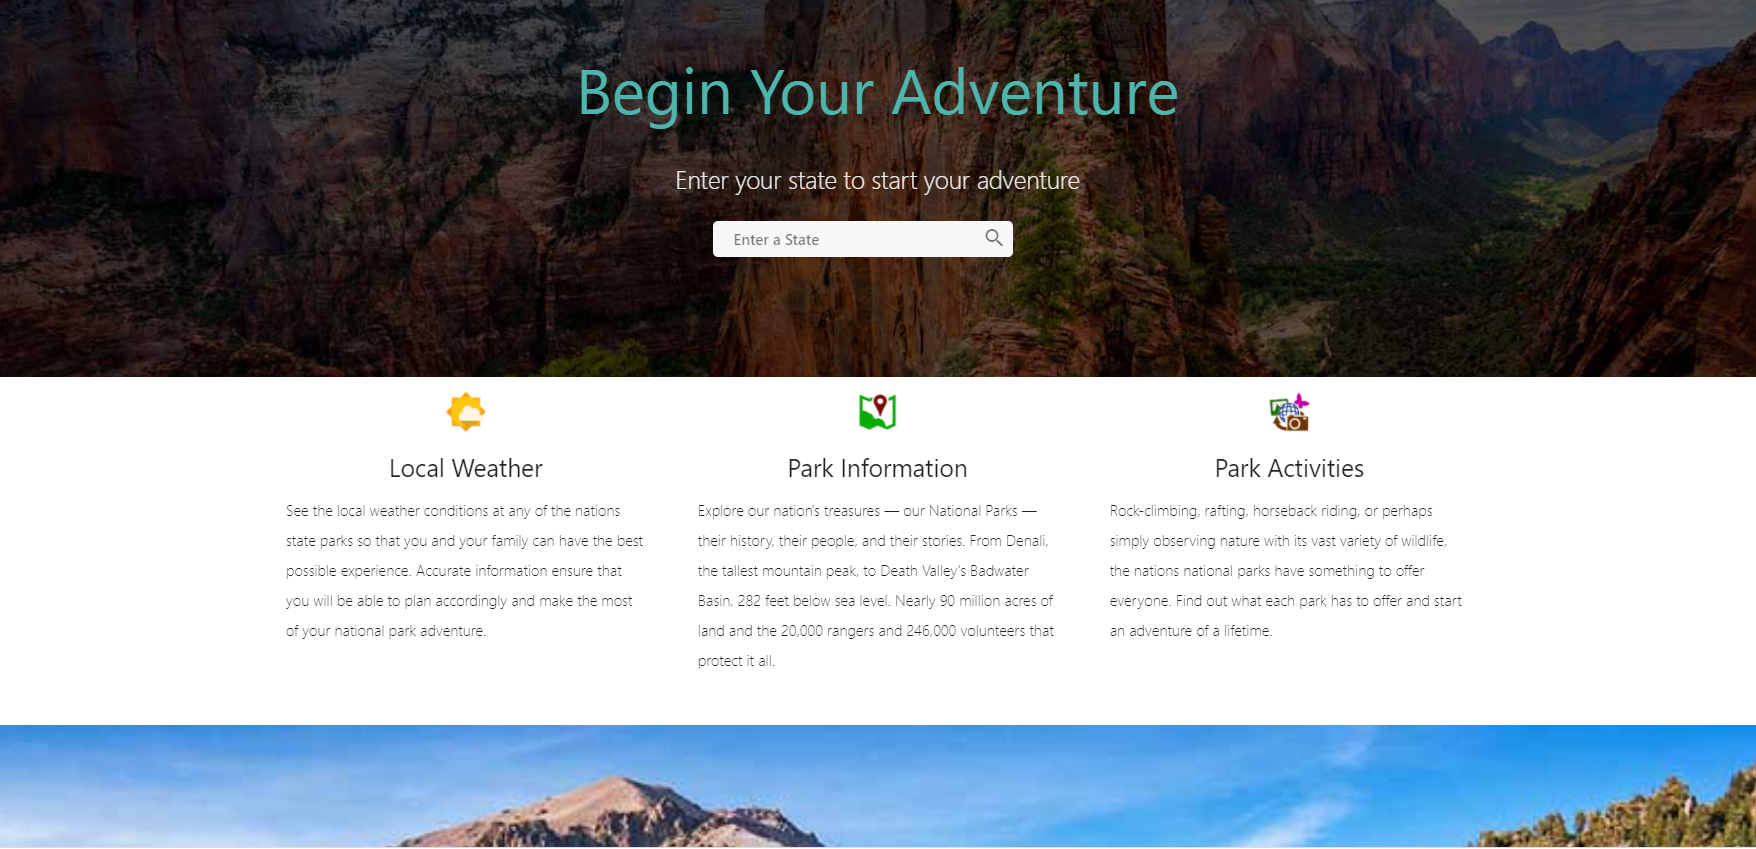 Begin Your Adventure
Enter your state to start your adventure
Enter a State
Local Weather
See the local weather conditions at any of the nations
state parks so that you and your family can have the best
possible experience. Accurate information ensure that
you will be able to plan accordingly and make the most
of your national park adventure.
Park Information
Explore our nation's treasures — our National Parks —
their history, their people, and their stories. From Denali,
the tallest mountain peak, to Death Valley's Badwater
Basin, 282 feet below sea level. Nearly 90 million acres of
land and the 20,000 rangers and 246,000 volunteers that
protect it all.
Park Activities
Rock-climbing, rafting, horseback riding, or perhaps
simply observing nature with its vast variety of wildlife,
the nations national parks have something to offer
everyone. Find out what each park has to offer and start
an adventure of a lifetime.